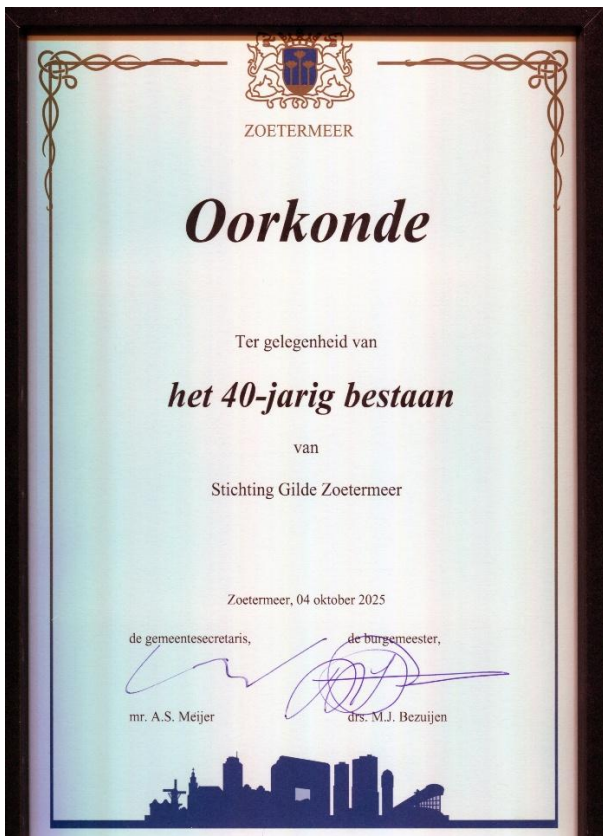 ZOETERMEER
Oorkonde
Ter gelegenheid van
het 40-jarig bestaan
van
Stichting Gilde Zoetermeer
Zoetermeer, 04 oktober 2025
de gemeentesecretaris,
de burgemeester,
mr. A.S. Meijer
drs. M.J. Bezuijen